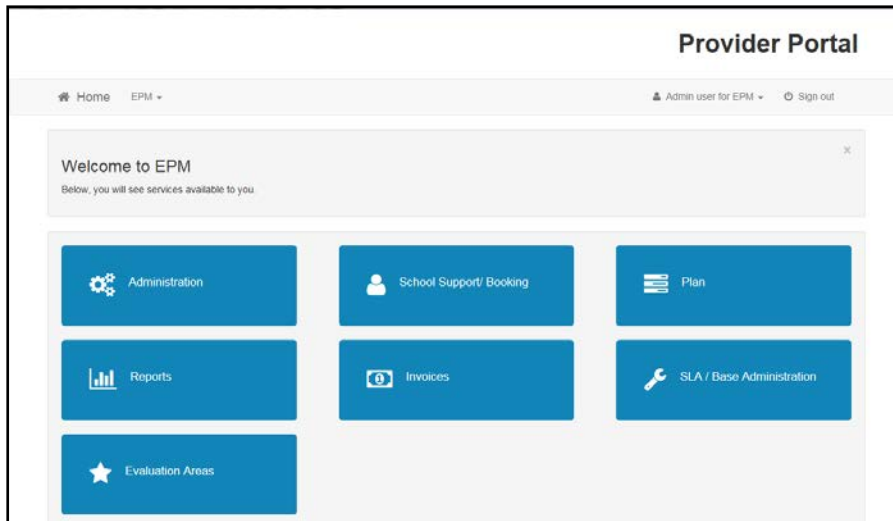 Provider Portal
Home EPM Admin user for EPM Sign out
Welcome to EPM
Below, you will see services available to you.
Administration School Support/ Booking Plan
Reports Invoices SLA / Base Administration
Evaluation Areas